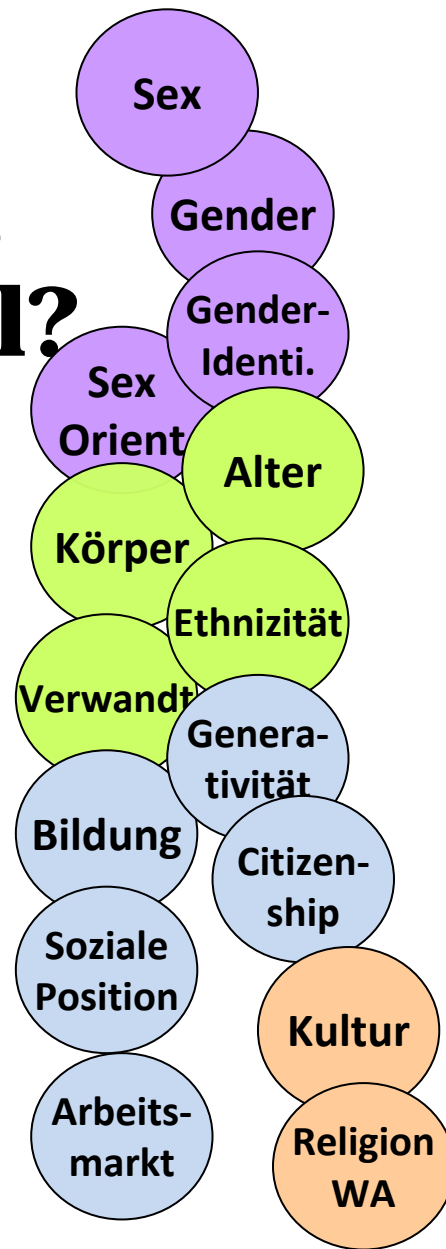 Sex
Gender
l?
Gender-
Identi.
Sex
Orient
Alter
Körper
Ethnizität
Verwandt
Genera-
tivität
Bildung
Citizen-
ship
Soziale
Position
Kultur
Arbeits-
markt
Religion
WA